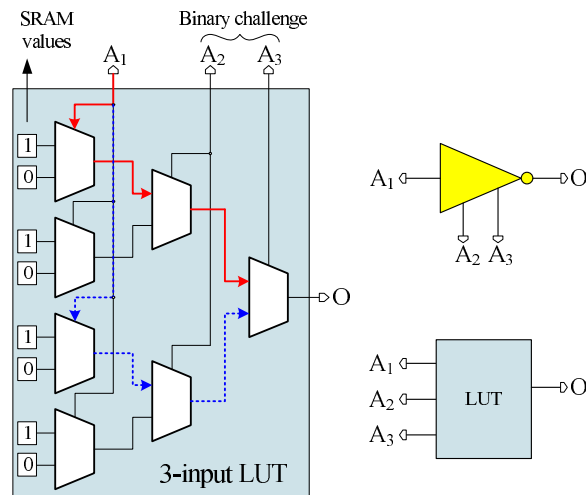 SRAM
values
Binary challenge
A1
A2
A3
1
0
1
0
1
0
1
0
O
3-input LUT
A1
O
A2
A3
A1
A2
A3
LUT
O